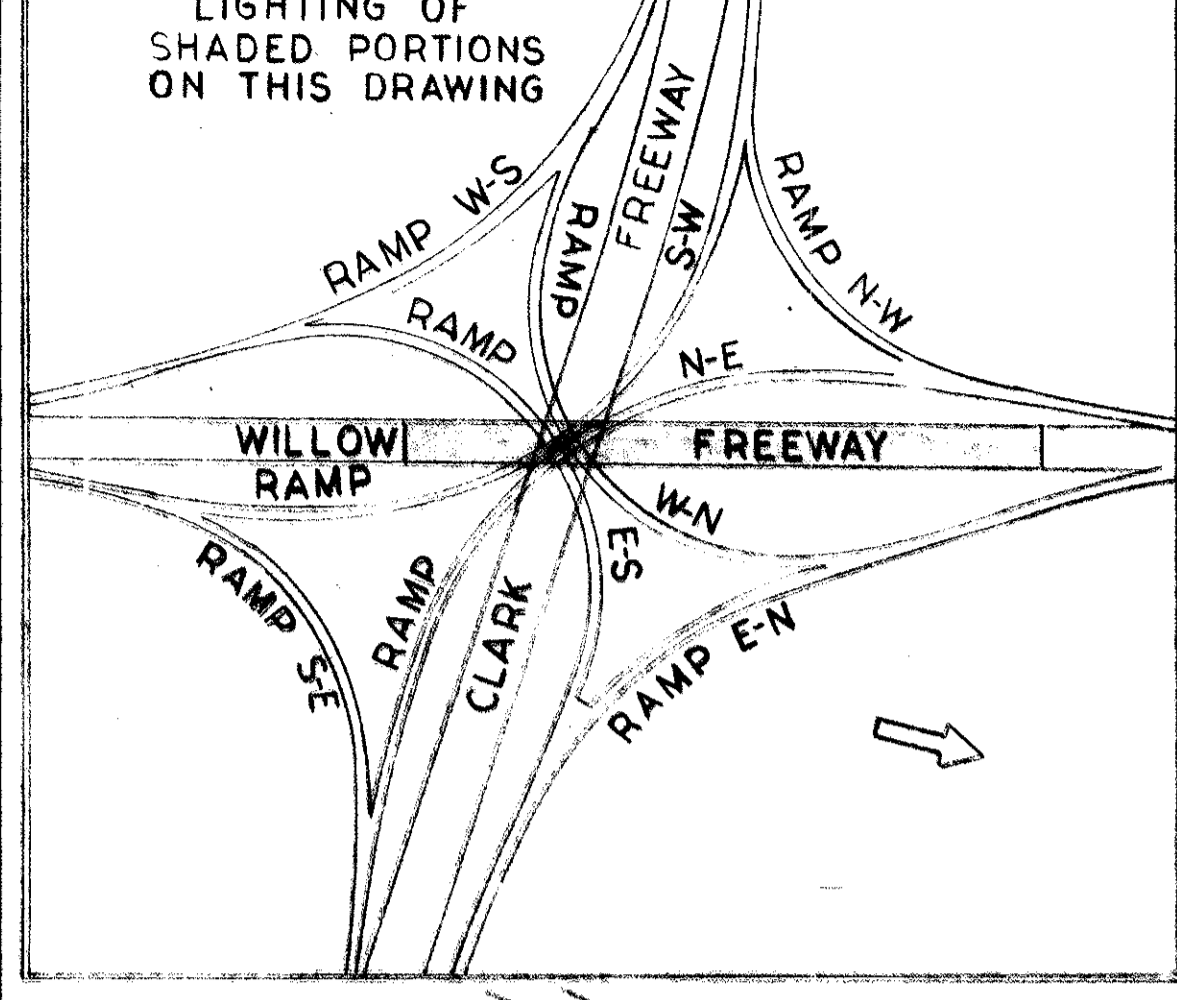 LIGHTING OF
SHADED PORTIONS
ON THIS DRAWING
FREEWAY
RAMP W-S
RAMP
S-W
RAMP N-W
RAMP
N-E
WILLOW FREEWAY
RAMP
W-N
E-S
RAMP S-E
RAMP
CLARK
RAMP E-N